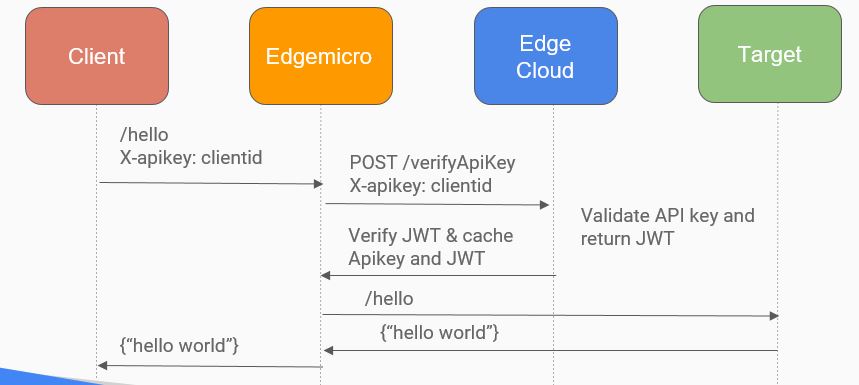 Client
Edgemicro
Edge
Cloud
Target
/hello
X-apikey: clientid
POST /verifyApiKey
X-apikey: clientid
Validate API key and
return JWT
Verify JWT & cache
Apikey and JWT
/hello
{“hello world”}
{“hello world”}